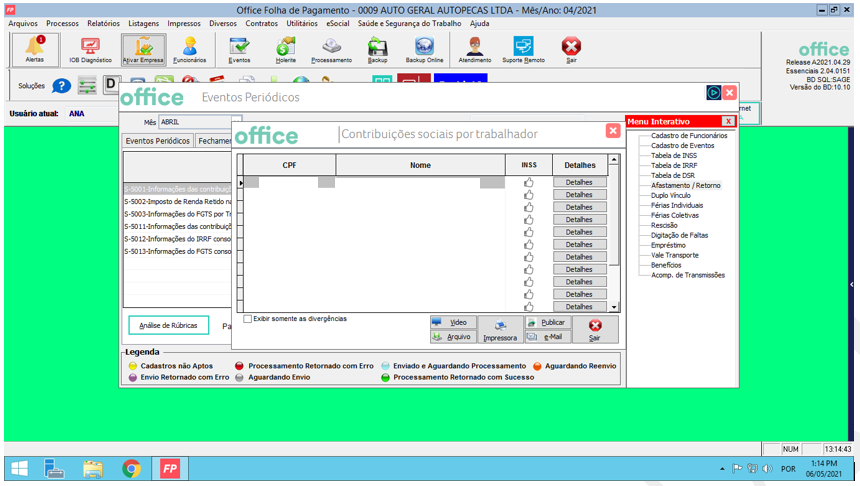 Office Folha de Pagamento - 0009 AUTO GERAL AUTOPECAS LTDA - Mês/Ano: 04/2021
Arquivos Processos Relatórios Listagens Impressos Diversos Contratos Utilitários eSocial Saúde e Segurança do Trabalho Ajuda
1
Alertas IOB Diagnóstico Ativar Empresa Funcionários Eventos Holerite Processamento Backup Backup Online Atendimento Suporte Remoto Sair
office
Release A2021.04.29
Essenciais 2.04.0151
BD SQL:SAGE
Versão do BD:10.10
Soluções ? D
Usuário atual: ANA
office Eventos Periódicos
Mês ABRIL
Eventos Periódicos Fechamen
S-5001-Informações das contribuiç
S-5002-Imposto de Renda Retido na
S-5003-Informações do FGTS por Tr
S-5011-Informações das contribuiçõ
S-5012-Informações do IRRF conso
S-5013-Informações do FGTS conso
Análise de Rúbricas Pa
office Contribuições sociais por trabalhador
CPF Nome INSS Detalhes
Detalhes
Detalhes
Detalhes
Detalhes
Detalhes
Detalhes
Detalhes
Detalhes
Detalhes
Detalhes
Detalhes
Exibir somente as divergências
Vídeo Impressora Publicar Sair
Arquivo e-Mail
Legenda
Cadastros não Aptos Processamento Retornado com Erro Enviado e Aguardando Processamento Aguardando Reenvio
Envio Retornado com Erro Aguardando Envio Processamento Retornado com Sucesso
rnet
Menu Interativo X
Cadastro de Funcionários
Cadastro de Eventos
Tabela de INSS
Tabela de IRRF
Tabela de DSR
Afastamento / Retorno
Duplo Vínculo
Férias Individuais
Férias Coletivas
Rescisão
Digitação de Faltas
Empréstimo
Vale Transporte
Benefícios
Acomp. de Transmissões
NUM 13:14:43
FP POR 1:14 PM
06/05/2021